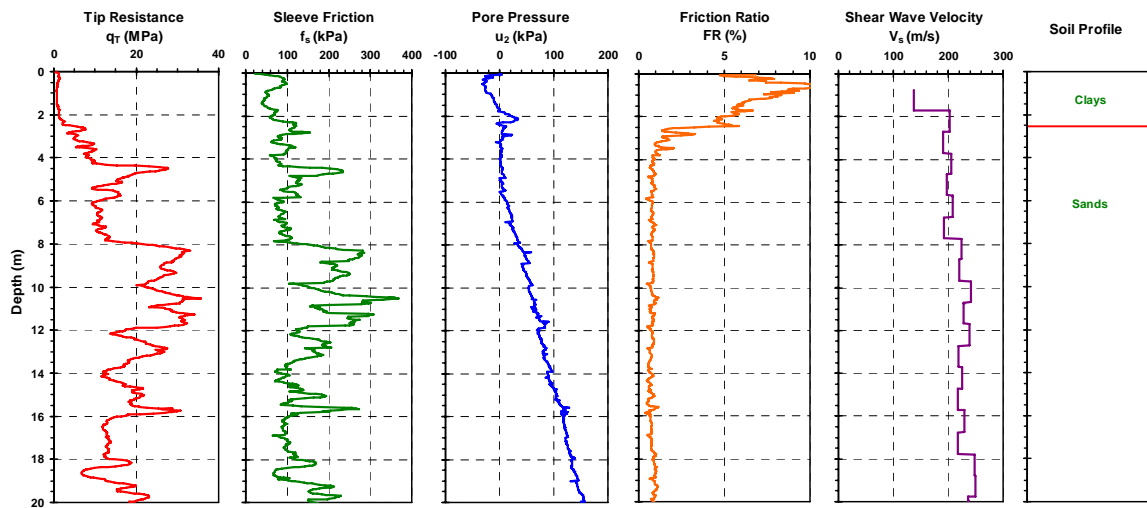 Tip Resistance
qT (MPa)
Sleeve Friction
fs (kPa)
Pore Pressure
u2 (kPa)
Friction Ratio
FR (%)
Shear Wave Velocity
Vs (m/s)
Soil Profile
0 10 20 30 40
0 100 200 300 400
-100 0 100 200
0 5 10
0 100 200 300
0
2
4
6
8
10
12
14
16
18
20
Depth (m)
Clays
Sands